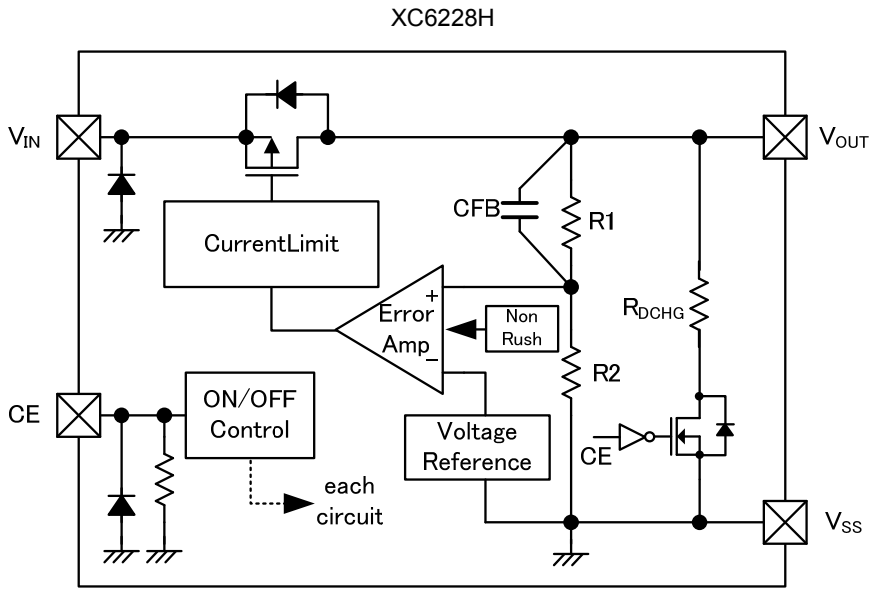 XC6228H
VIN
VOUT
CFB
R1
CurrentLimit
+
Error
Amp
-
Non
Rush
RDCHG
R2
CE
ON/OFF
Control
Voltage
Reference
CE
each
circuit
VSS